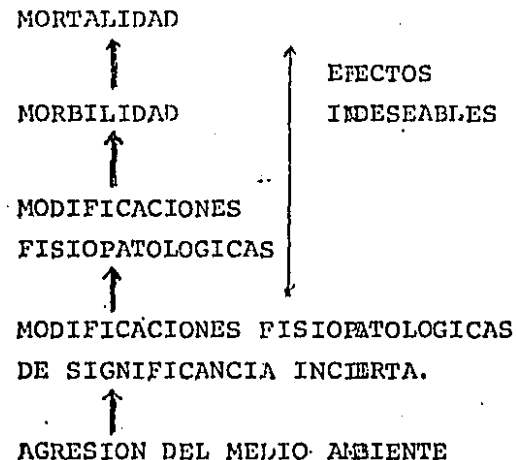 MORTALIDAD
EFECTOS
MORBILIDAD
INDESEABLES
MODIFICACIONES
FISIOPATOLOGICAS
MODIFICACIONES FISIOPATOLOGICAS
DE SIGNIFICANCIA INCIERTA.
AGRESION DEL MEDIO AMBIENTE